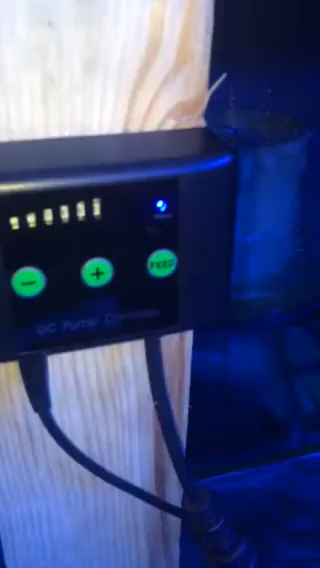 - + FEED
DC Pump Controller